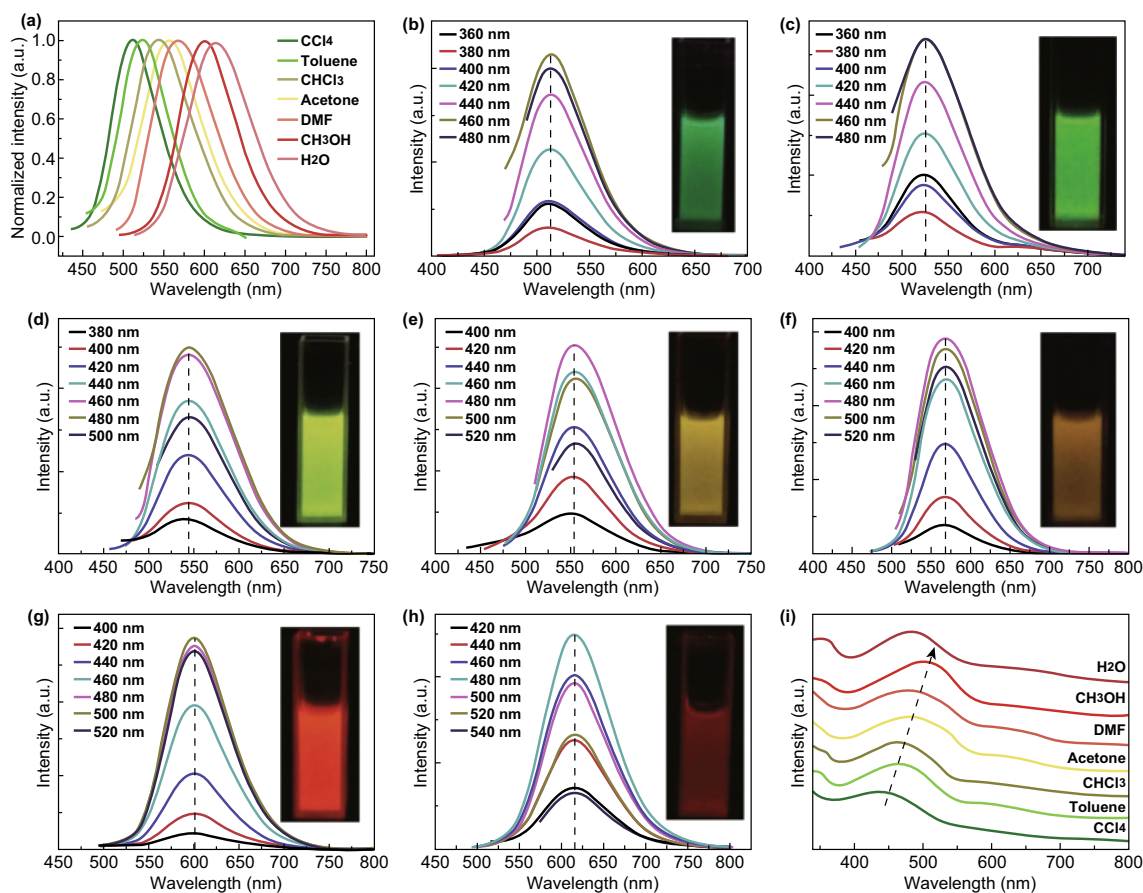 (a)
Normalized intensity (a.u.)
1.0
0.8
0.6
0.4
0.2
0.0
CCl4
Toluene
CHCl3
Acetone
DMF
CH3OH
H2O
450 500 550 600 650 700 750 800
Wavelength (nm)
(b)
Intensity (a.u.)
360 nm
380 nm
400 nm
420 nm
440 nm
460 nm
480 nm
400 450 500 550 600 650 700
Wavelength (nm)
(c)
Intensity (a.u.)
360 nm
380 nm
400 nm
420 nm
440 nm
460 nm
480 nm
450 500 550 600 650 700
Wavelength (nm)
(d)
Intensity (a.u.)
380 nm
400 nm
420 nm
440 nm
460 nm
480 nm
500 nm
400 450 500 550 600 650 700 750
Wavelength (nm)
(e)
Intensity (a.u.)
400 nm
420 nm
440 nm
460 nm
480 nm
500 nm
520 nm
400 450 500 550 600 650 700 750
Wavelength (nm)
(f)
Intensity (a.u.)
400 nm
420 nm
440 nm
460 nm
480 nm
500 nm
520 nm
400 450 500 550 600 650 700 750 800
Wavelength (nm)
(g)
Intensity (a.u.)
400 nm
420 nm
440 nm
460 nm
480 nm
500 nm
520 nm
450 500 550 600 650 700 750 800
Wavelength (nm)
(h)
Intensity (a.u.)
420 nm
440 nm
460 nm
480 nm
500 nm
520 nm
540 nm
450 500 550 600 650 700 750 800
Wavelength (nm)
(i)
Intensity (a.u.)
H2O
CH3OH
DMF
Acetone
CHCl3
Toluene
CCl4
400 500 600 700 800
Wavelength (nm)